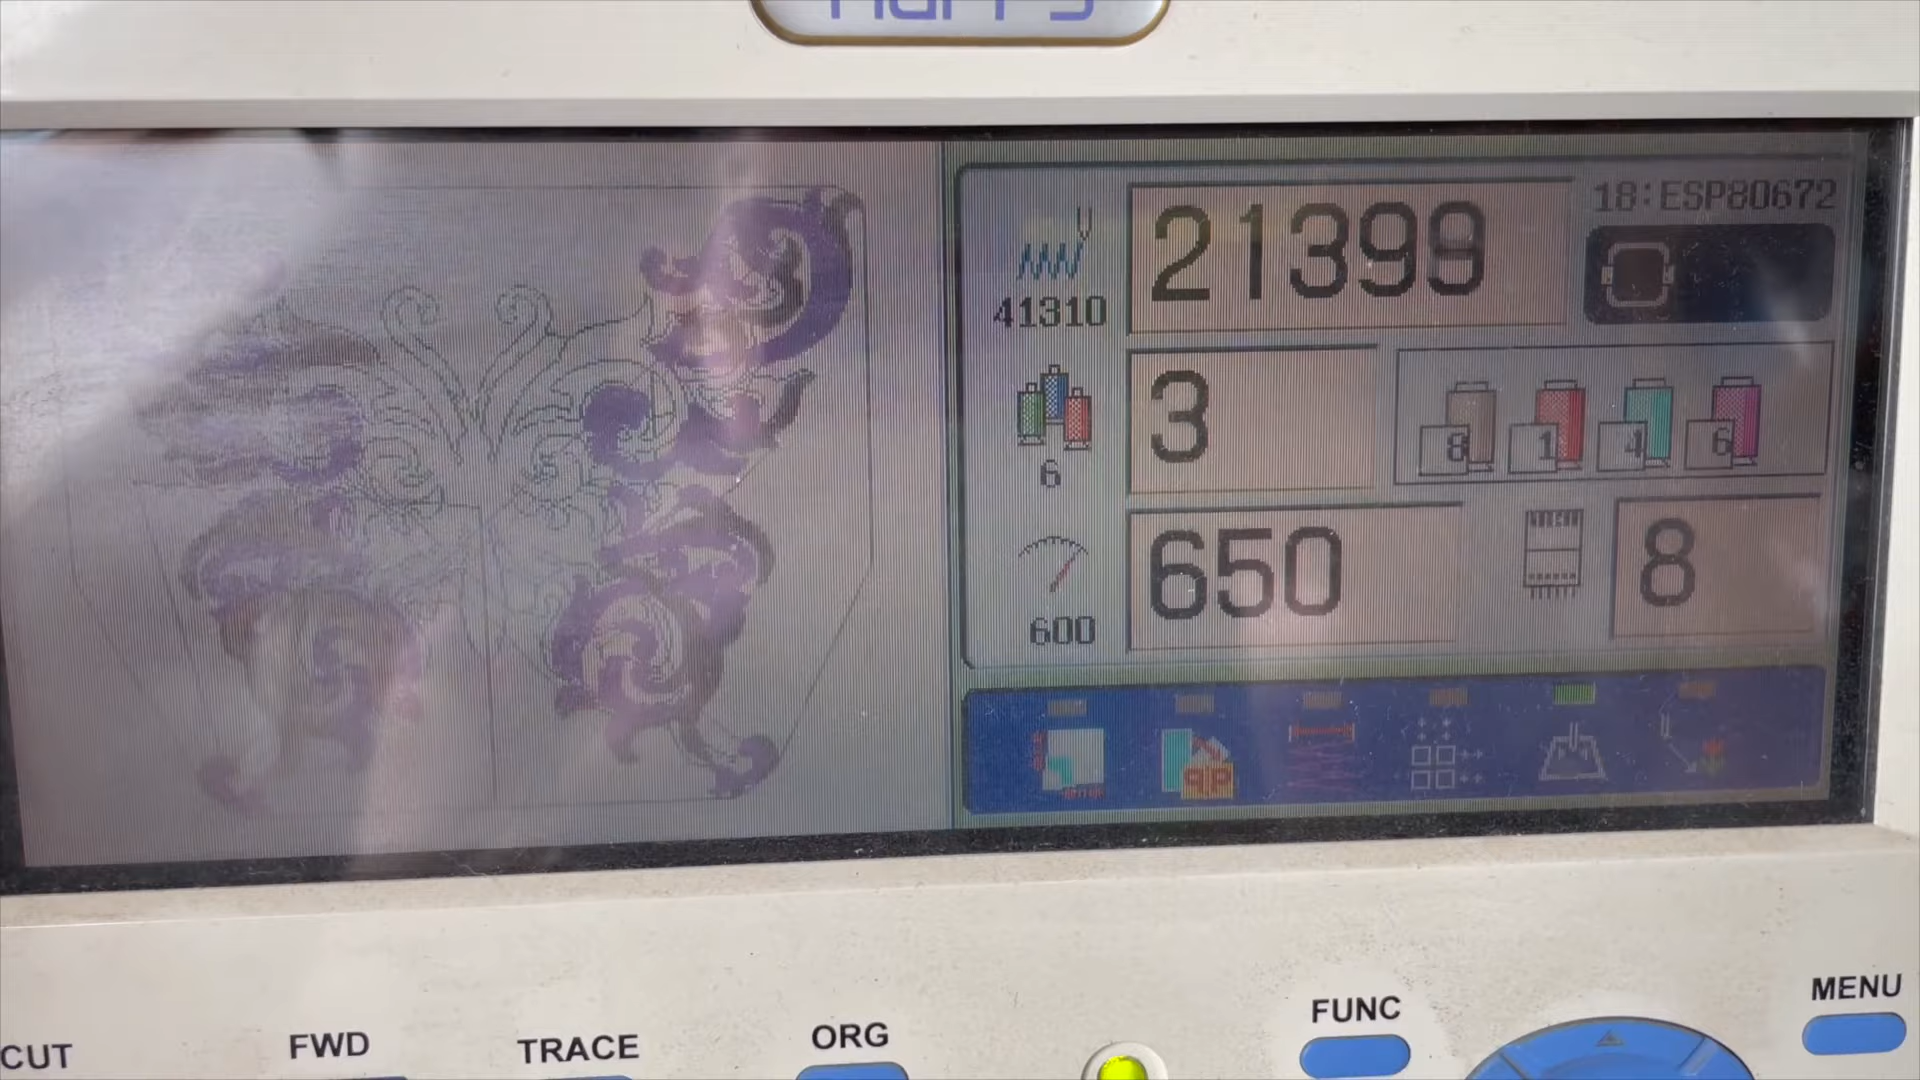 18:ESP80672
21399
41310
3
8 1 4 6
6
650
8
600
CUT
FWD
TRACE
ORG
FUNC
MENU